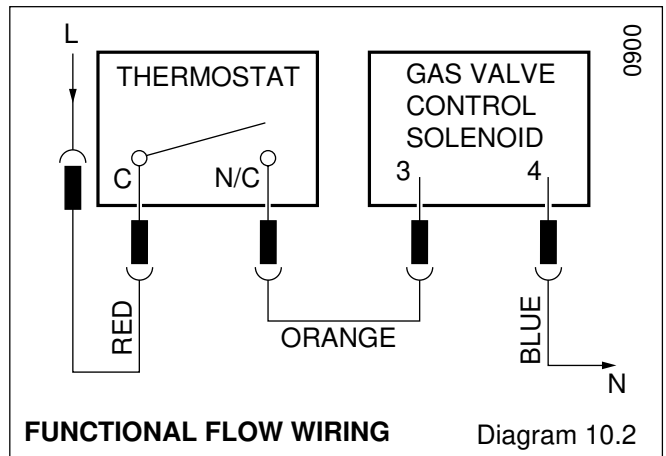 L
THERMOSTAT
C
N/C
GAS VALVE
CONTROL
SOLENOID
3 4
0900
RED
ORANGE
BLUE
N
FUNCTIONAL FLOW WIRING
Diagram 10.2